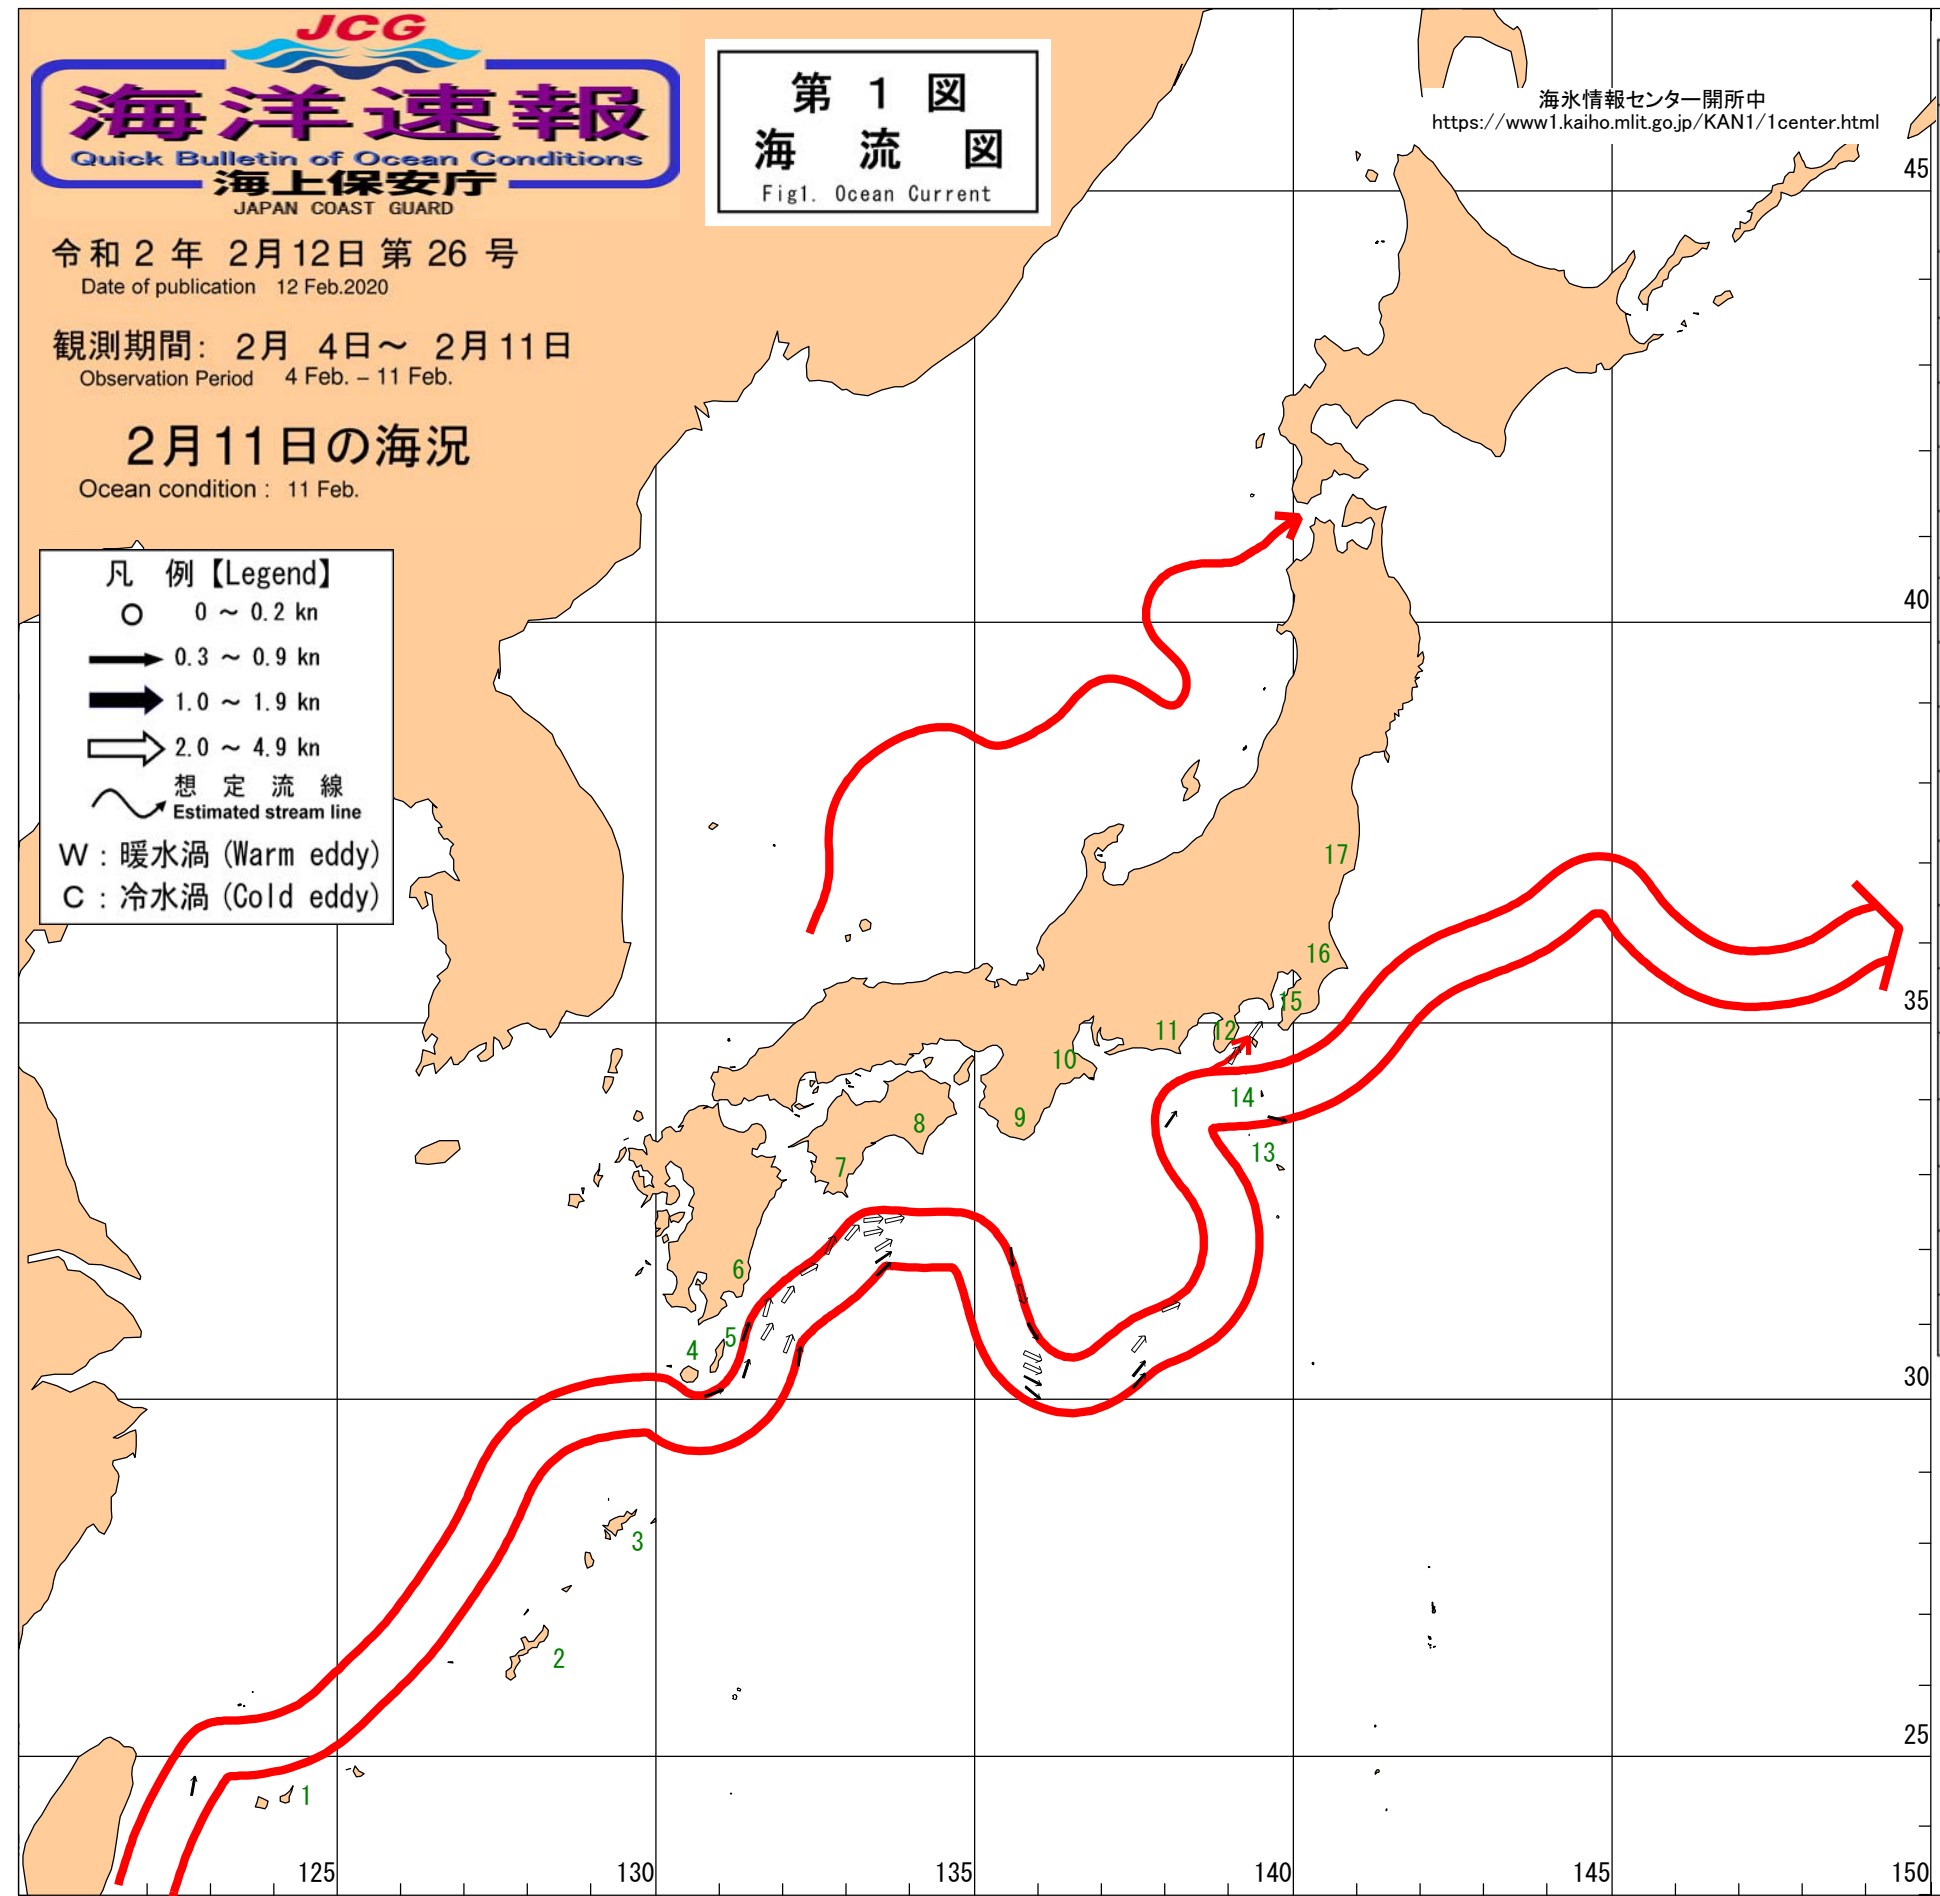 JCG
海洋速報
Quick Bulletin of Ocean Conditions
海上保安庁
JAPAN COAST GUARD
令和 2 年 2月12日 第 26 号
Date of publication 12 Feb.2020
観測期間: 2月 4日～ 2月11日
Observation Period 4 Feb. – 11 Feb.
2月11日の海況
Ocean condition : 11 Feb.
第 1 図
海 流 図
Fig1. Ocean Current
海氷情報センター開所中
https://www1.kaiho.mlit.go.jp/KAN1/1center.html
凡 例【Legend】
0 ～ 0.2 kn
0.3 ～ 0.9 kn
1.0 ～ 1.9 kn
2.0 ～ 4.9 kn
想 定 流 線
Estimated stream line
W : 暖水渦 (Warm eddy)
C : 冷水渦 (Cold eddy)
45
40
17
16
35
15
12
11
10
14
9
8
13
7
6
5
4
30
3
2
25
1
125
130
135
140
145
150